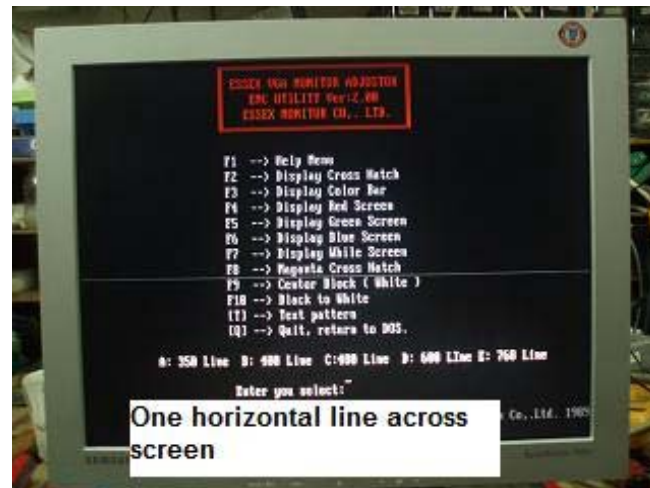 ESSEX VGA MONITOR ADJUSTOR
EMC UTILITY Ver:2.00
ESSEX MONITOR CO,. LTD.
F1 --> Help Menu
F2 --> Display Cross Hatch
F3 --> Display Color Bar
F4 --> Display Red Screen
F5 --> Display Green Screen
F6 --> Display Blue Screen
F7 --> Display White Screen
F8 --> Magenta Cross Hatch
F9 --> Center Block ( White )
F10 --> Black to White
[T] --> Text pattern
[Q] --> Quit, return to DOS.
A: 350 Line B: 400 Line C:480 Line D: 600 LIne E: 768 Line
Enter you select:
Co,.Ltd. 1989
One horizontal line across
screen